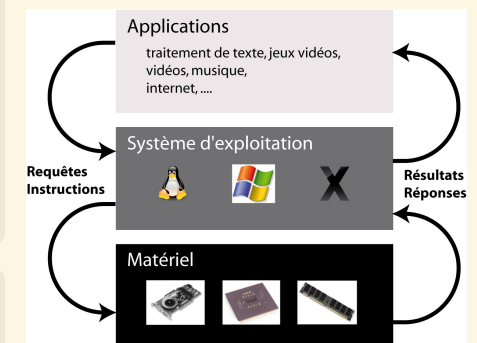 Applications
traitement de texte, jeux vidéos,
vidéos, musique,
internet, ....
Système d'exploitation
Requêtes
Instructions
Résultats
Réponses
Matériel